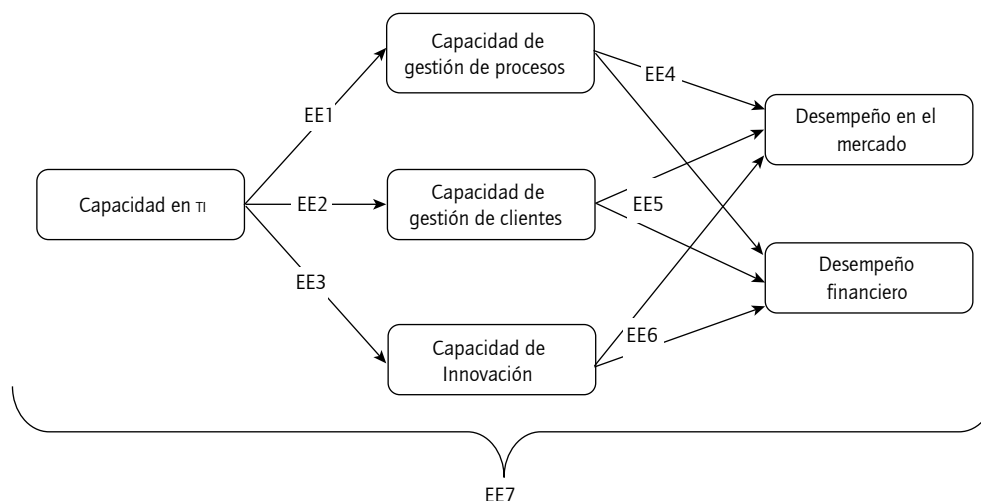 Capacidad de
gestión de procesos
EE4
Desempeño en el
mercado
EE1
Capacidad en TI
EE2
Capacidad de
gestión de clientes
EE5
Desempeño
financiero
EE3
EE6
Capacidad de
Innovación
EE7